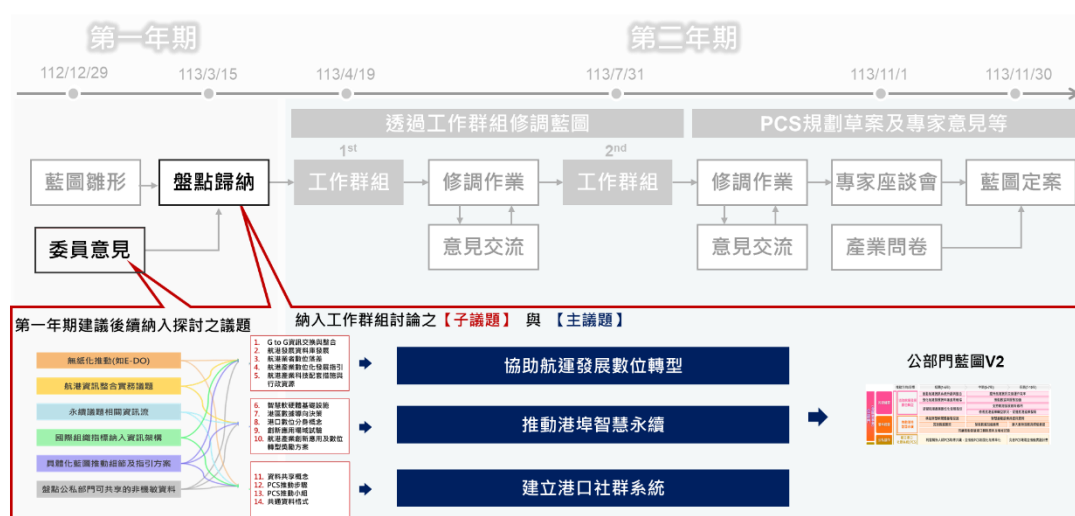 第一年期
第二年期
112/12/29
113/3/15
113/4/19
113/7/31
113/11/1
113/11/30
透過工作群組修調藍圖
PCS規劃草案及專家意見等
1st
2nd
藍圖雛形
盤點歸納
工作群組
修調作業
工作群組
修調作業
專家座談會
藍圖定案
委員意見
意見交流
意見交流
產業問卷
第一年期建議後續納入探討之議題
納入工作群組討論之【子議題】 與 【主議題】
無紙化推動(如E-DO)
航港資訊整合實務議題
永續議題相關資訊流
國際組織指標納入資訊架構
具體化藍圖推動細節及指引方案
盤點公私部門可共享的非機敏資料
1. G to G資訊交換與整合
2. 航港發展資料庫發展
3. 航港業者數位落差
4. 航港產業數位化發展指引
5. 航港產業科技配套措施與行政資源
6. 智慧軟硬體基礎設施
7. 港區數據導向決策
8. 港口數位分身概念
9. 創新應用場域試驗
10. 航港產業創新應用及數位轉型獎勵方案
11. 資料共享概念
12. PCS推動步驟
13. PCS推動小組
14. 共通資料格式
協助航運發展數位轉型
推動港埠智慧永續
建立港口社群系統
公部門藍圖V2